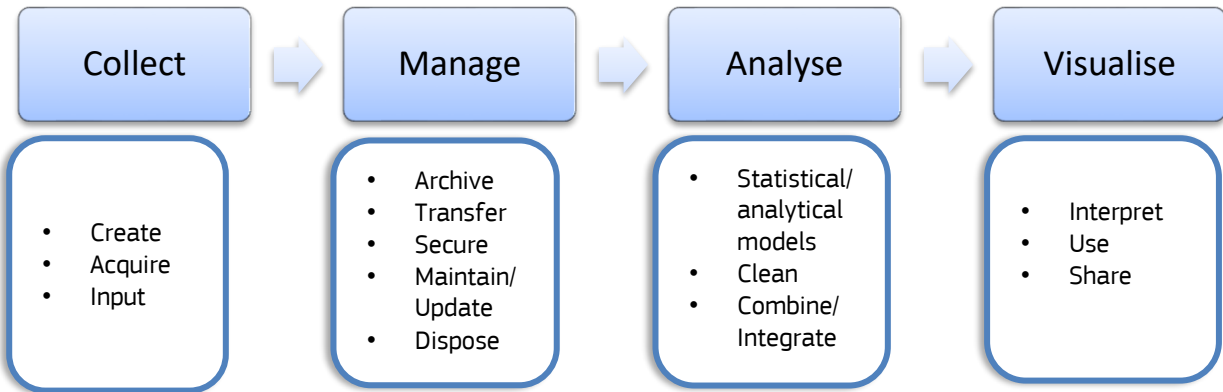 Collect
Manage
Analyse
Visualise
• Create
• Acquire
• Input
• Archive
• Transfer
• Secure
• Maintain/
Update
• Dispose
• Statistical/
analytical
models
• Clean
• Combine/
Integrate
• Interpret
• Use
• Share